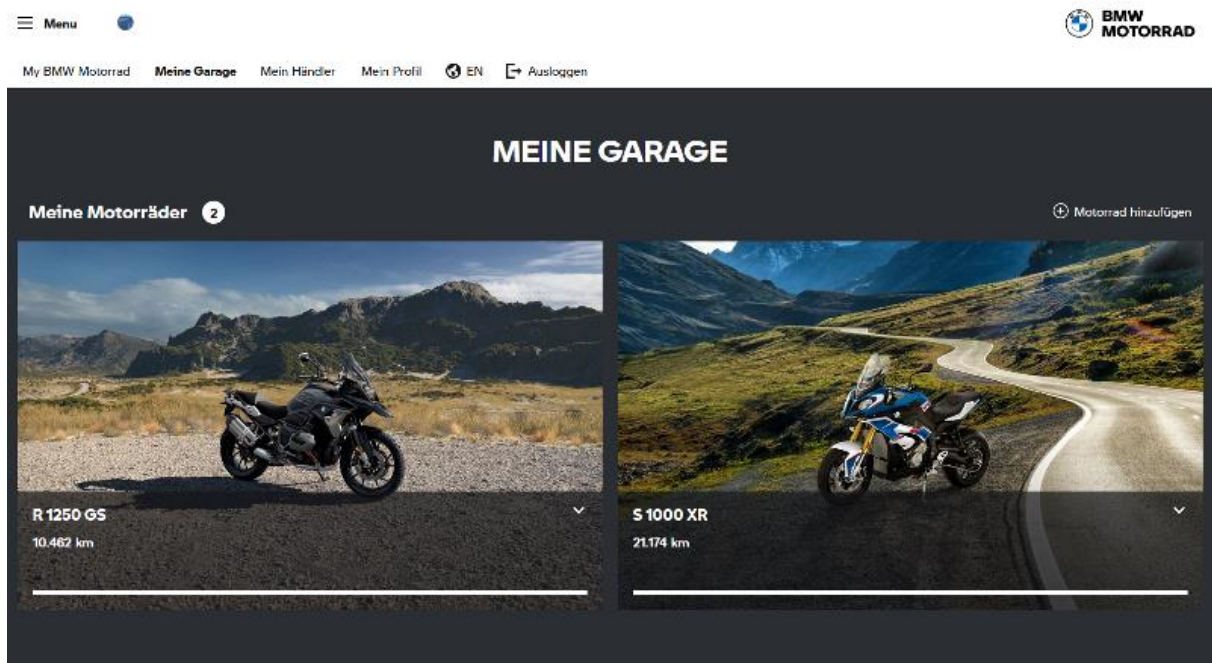 Menu
BMW
MOTORRAD
My BMW Motorrad Meine Garage Mein Händler Mein Profil EN Ausloggen
MEINE GARAGE
Meine Motorräder 2
Motorrad hinzufügen
R 1250 GS
10.462 km
S 1000 XR
21.174 km